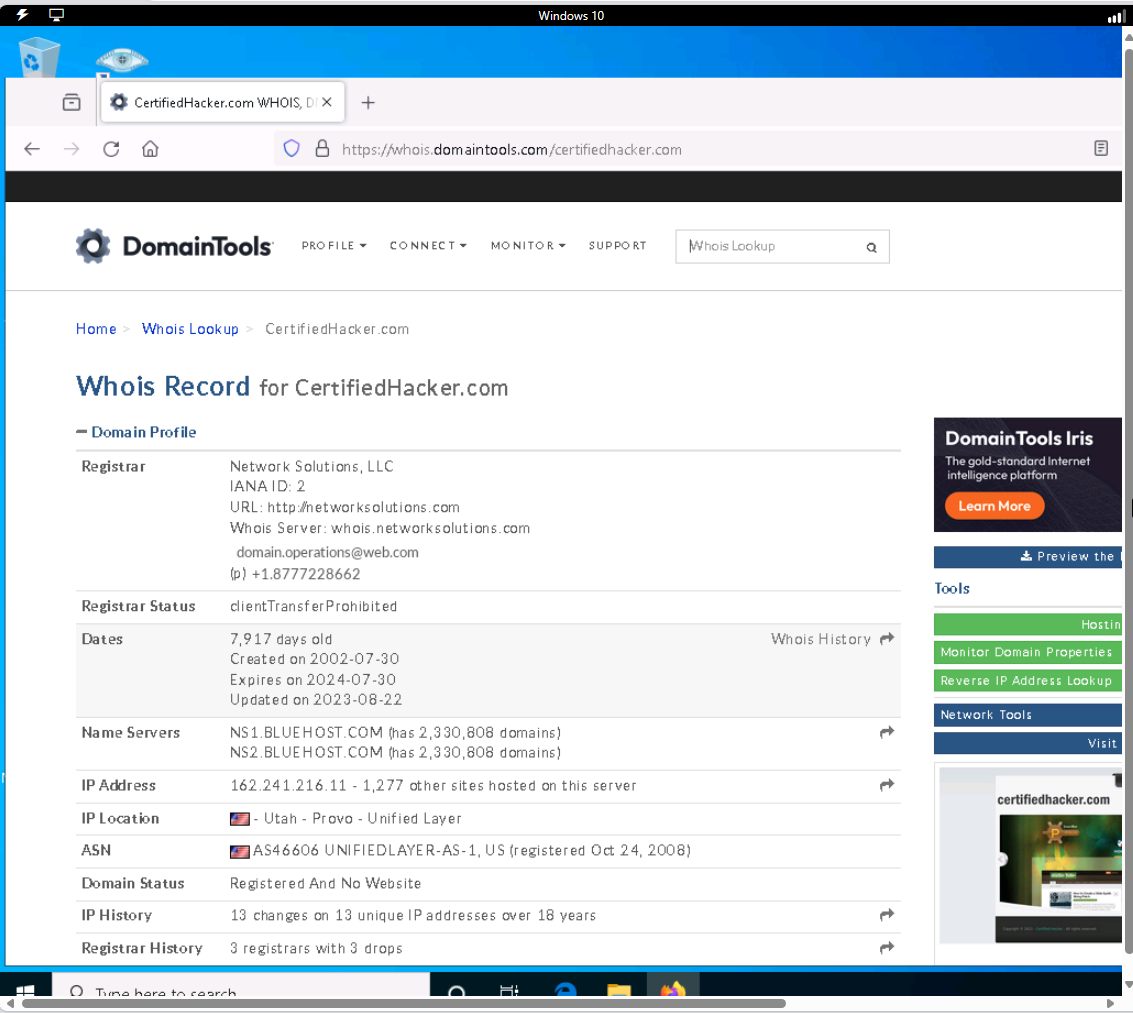 Windows 10
CertifiedHacker.com WHOIS, D
https://whois.domaintools.com/certifiedhacker.com
DomainTools PROFILE CONNECT MONITOR SUPPORT Whois Lookup
Home > Whois Lookup > CertifiedHacker.com
Whois Record for CertifiedHacker.com
Domain Profile
Registrar Network Solutions, LLC
IANA ID: 2
URL: http://networksolutions.com
Whois Server: whois.networksolutions.com
domain.operations@web.com
(p) +1.8777228662
Registrar Status clientTransferProhibited
Dates 7,917 days old Whois History
Created on 2002-07-30
Expires on 2024-07-30
Updated on 2023-08-22
Name Servers NS1.BLUEHOST.COM (has 2,330,808 domains)
NS2.BLUEHOST.COM (has 2,330,808 domains)
IP Address 162.241.216.11 - 1,277 other sites hosted on this server
IP Location - Utah - Provo - Unified Layer
ASN AS46606 UNIFIEDLAYER-AS-1, US (registered Oct 24, 2008)
Domain Status Registered And No Website
IP History 13 changes on 13 unique IP addresses over 18 years
Registrar History 3 registrars with 3 drops
DomainTools Iris
The gold-standard Internet
intelligence platform
Learn More
Preview the
Tools
Hostin
Monitor Domain Properties
Reverse IP Address Lookup
Network Tools
Visit
certifiedhacker.com
Type here to search